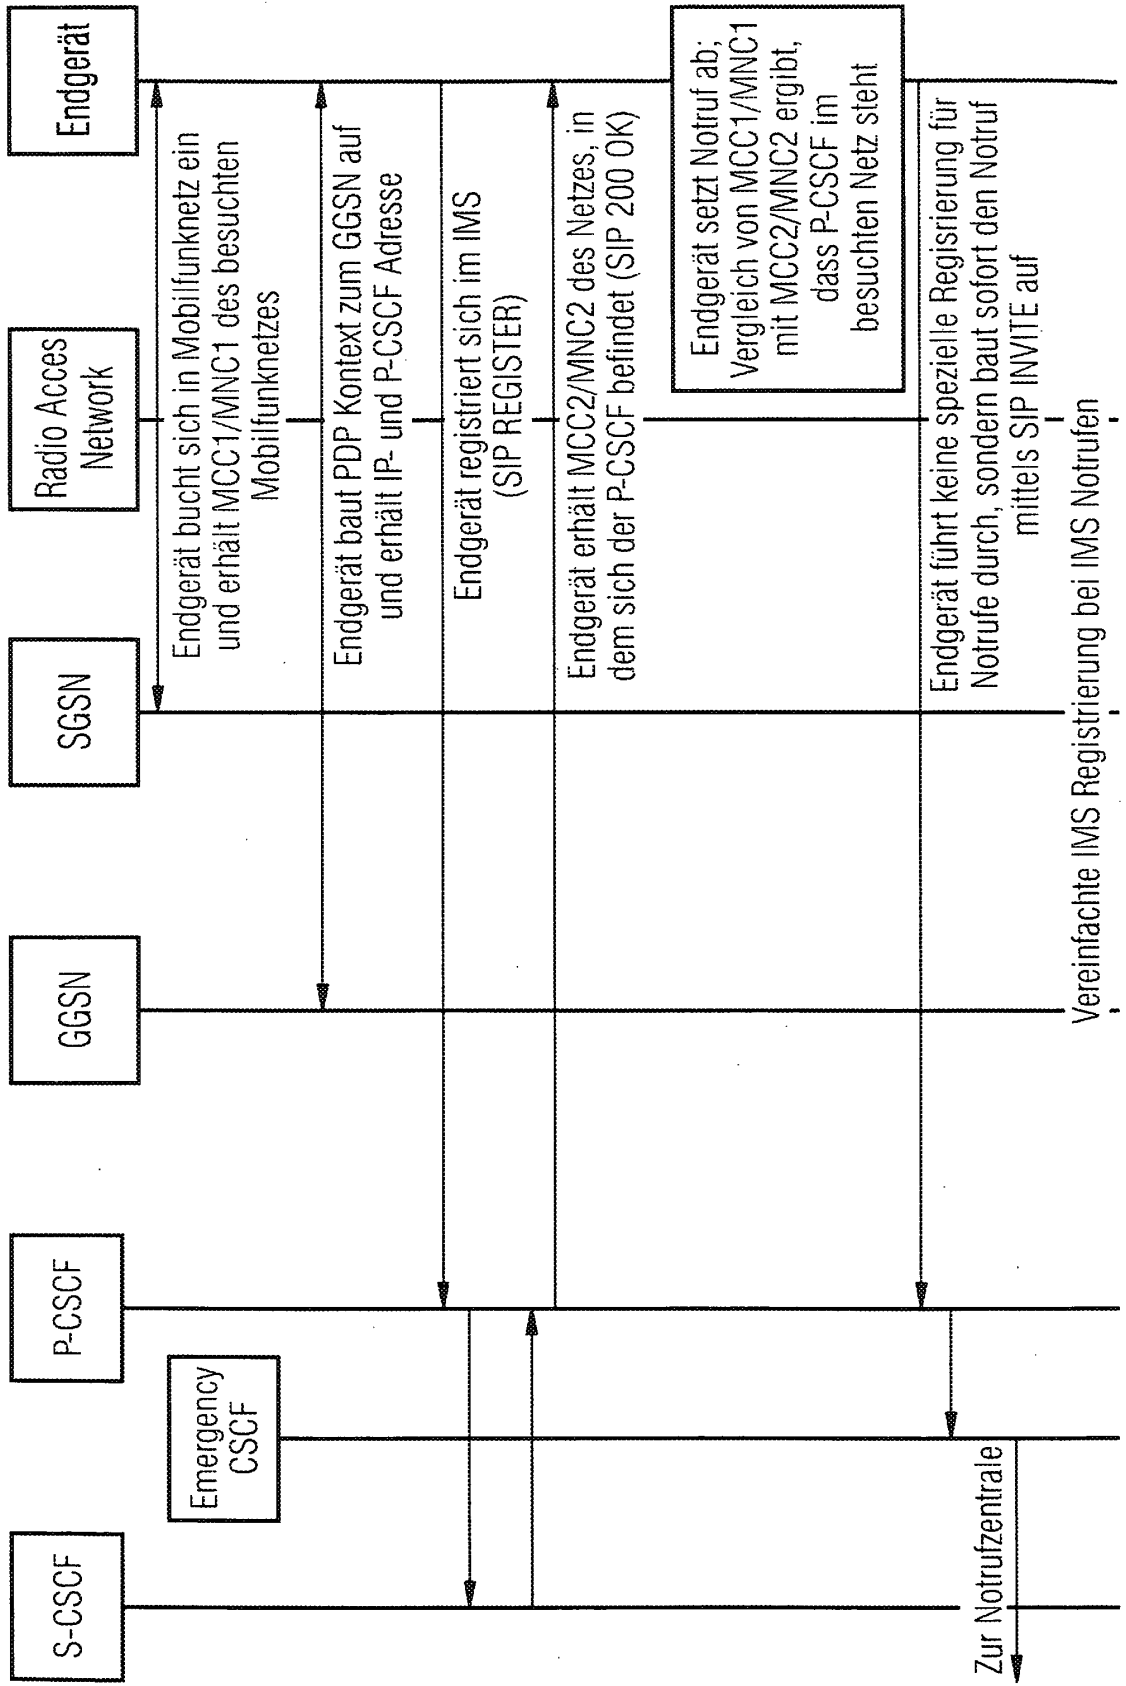 Endgerät
Radio Acces
Network
SGSN
GGSN
P-CSCF
Emergency
CSCF
S-CSCF
Endgerät bucht sich in Mobilfunknetz ein
und erhält MCC1/MNC1 des besuchten
Mobilfunknetzes
Endgerät baut PDP Kontext zum GGSN auf
und erhält IP- und P-CSCF Adresse
Endgerät registriert sich im IMS
(SIP REGISTER)
Endgerät erhält MCC2/MNC2 des Netzes, in
dem sich der P-CSCF befindet (SIP 200 OK)
Endgerät setzt Notruf ab;
Vergleich von MCC1/MNC1
mit MCC2/MNC2 ergibt,
dass P-CSCF im
besuchten Netz steht
Endgerät führt keine spezielle Regisrierung für
Notrufe durch, sondern baut sofort den Notruf
mittels SIP INVITE auf
Zur Notrufzentrale
Vereinfachte IMS Registrierung bei IMS Notrufen